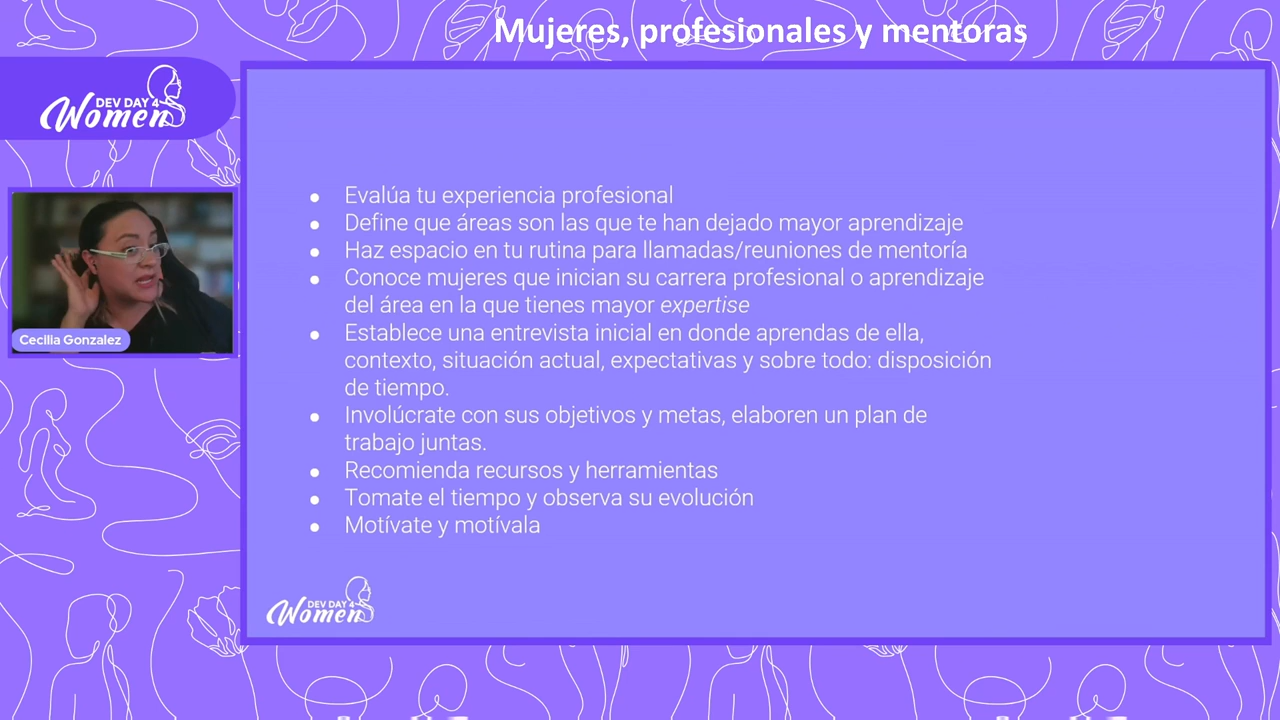 Mujeres, profesionales y mentoras
DEV DAY 4
Women
Cecilia Gonzalez
● Evalúa tu experiencia profesional
● Define que áreas son las que te han dejado mayor aprendizaje
● Haz espacio en tu rutina para llamadas/reuniones de mentoría
● Conoce mujeres que inician su carrera profesional o aprendizaje
del área en la que tienes mayor expertise
● Establece una entrevista inicial en donde aprendas de ella,
contexto, situación actual, expectativas y sobre todo: disposición
de tiempo.
● Involúcrate con sus objetivos y metas, elaboren un plan de
trabajo juntas.
● Recomienda recursos y herramientas
● Tomate el tiempo y observa su evolución
● Motívate y motívala
DEV DAY 4
Women